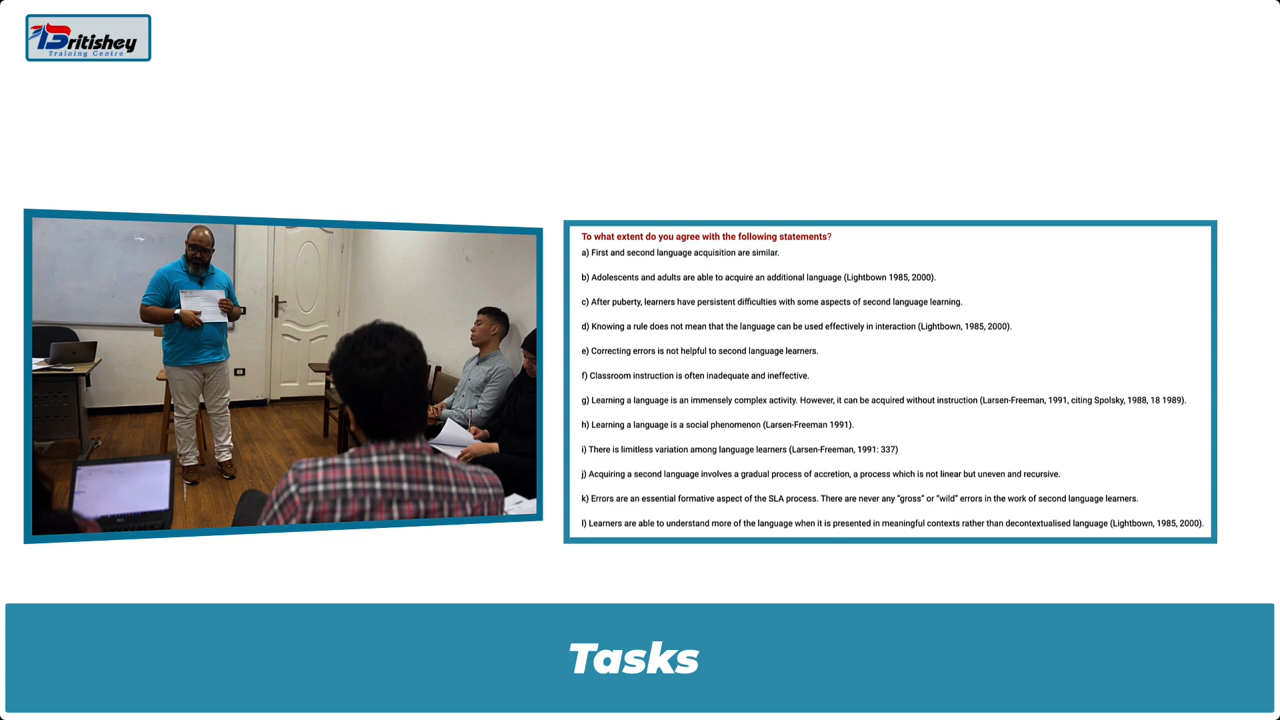 Britishey
Training Centre
To what extent do you agree with the following statements?
a) First and second language acquisition are similar.
b) Adolescents and adults are able to acquire an additional language (Lightbown 1985, 2000).
c) After puberty, learners have persistent difficulties with some aspects of second language learning.
d) Knowing a rule does not mean that the language can be used effectively in interaction (Lightbown, 1985, 2000).
e) Correcting errors is not helpful to second language learners.
f) Classroom instruction is often inadequate and ineffective.
g) Learning a language is an immensely complex activity. However, it can be acquired without instruction (Larsen-Freeman, 1991, citing Spolsky, 1988, 18 1989).
h) Learning a language is a social phenomenon (Larsen-Freeman 1991).
i) There is limitless variation among language learners (Larsen-Freeman, 1991: 337)
j) Acquiring a second language involves a gradual process of accretion, a process which is not linear but uneven and recursive.
k) Errors are an essential formative aspect of the SLA process. There are never any “gross” or “wild” errors in the work of second language learners.
l) Learners are able to understand more of the language when it is presented in meaningful contexts rather than decontextualised language (Lightbown, 1985, 2000).
Tasks